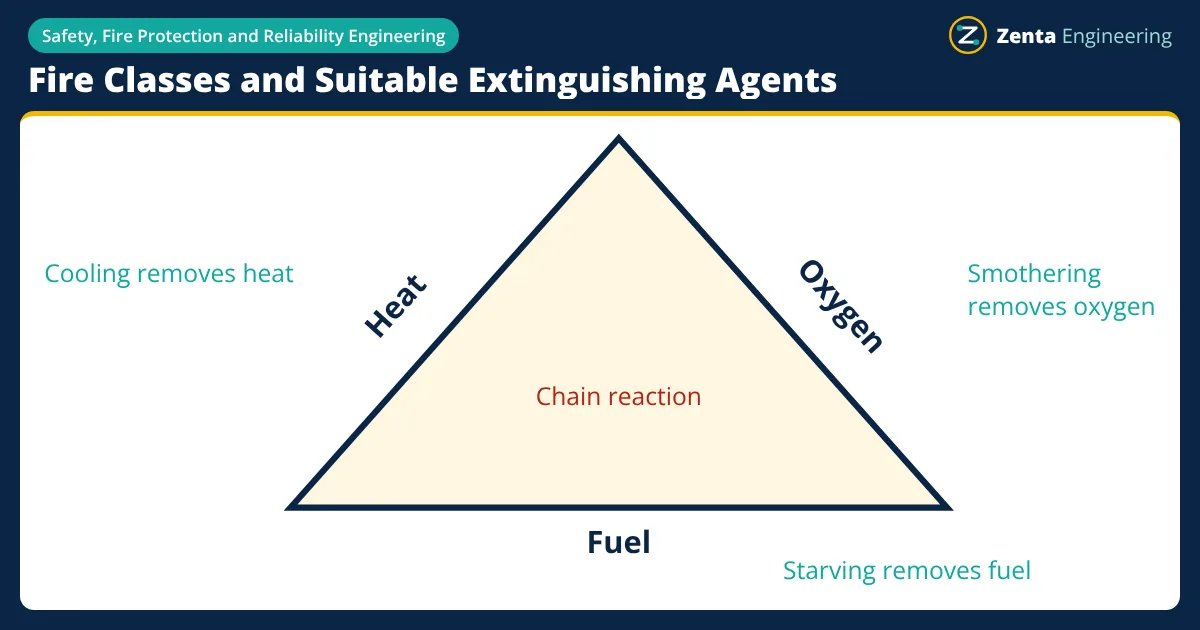 Safety, Fire Protection and Reliability Engineering
Zenta Engineering
Fire Classes and Suitable Extinguishing Agents
Cooling removes heat
Heat
Oxygen
Smothering
removes oxygen
Chain reaction
Fuel
Starving removes fuel